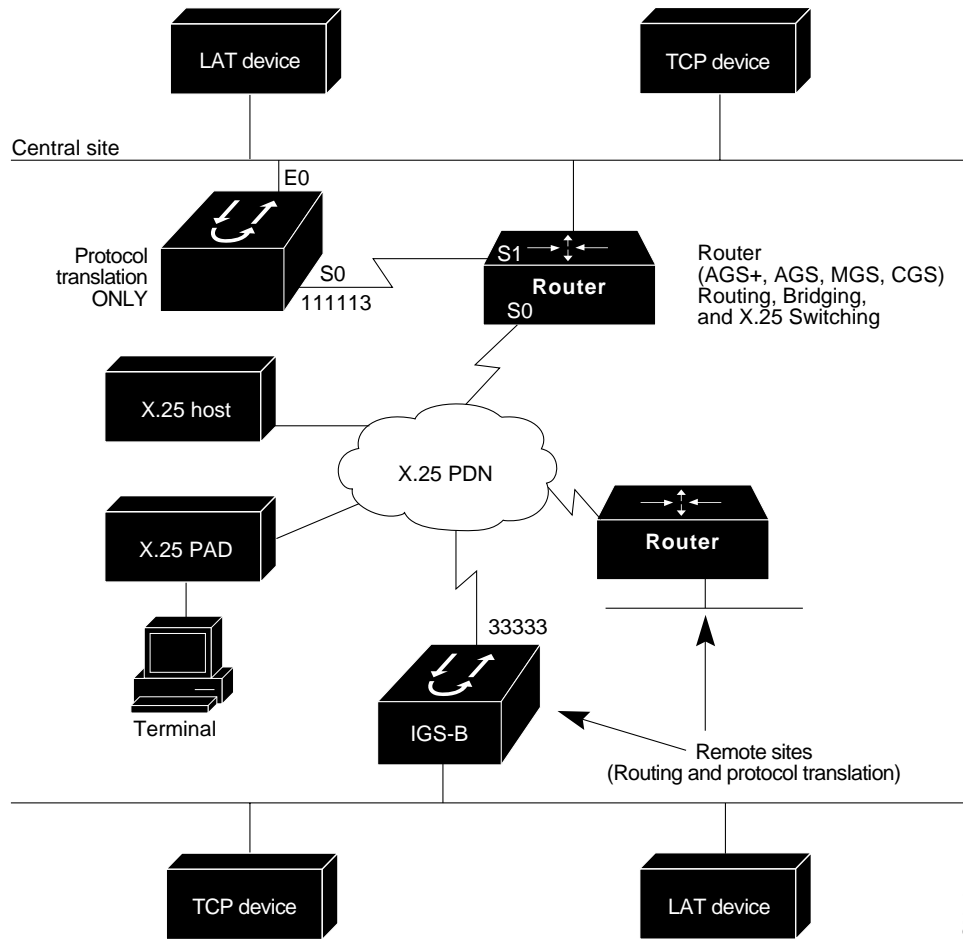 LAT device
TCP device
Central site
E0
Protocol
translation
ONLY
S0
111113
S1
Router
S0
Router
(AGS+, AGS, MGS, CGS)
Routing, Bridging,
and X.25 Switching
X.25 host
X.25 PDN
X.25 PAD
Router
33333
Terminal
IGS-B
Remote sites
(Routing and protocol translation)
TCP device
LAT device